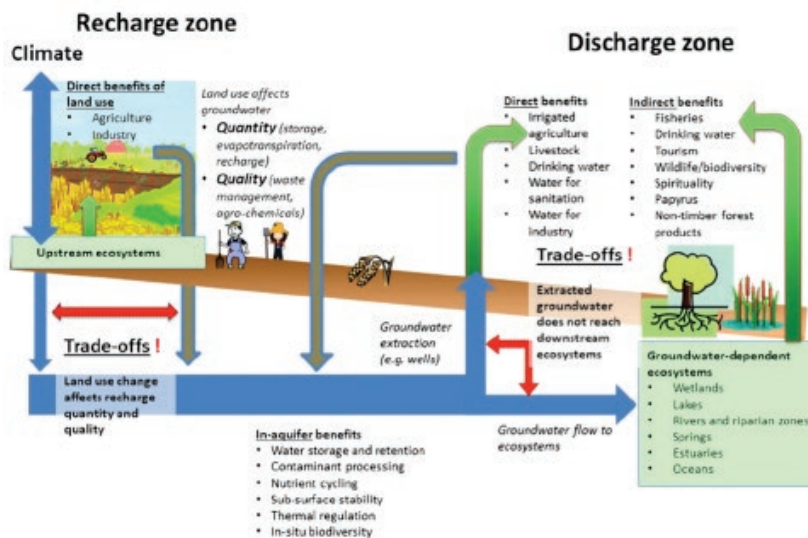 Recharge zone
Climate
Direct benefits of
land use
• Agriculture
• Industry
Land use affects
groundwater
• Quantity (storage,
evapotranspiration,
recharge)
• Quality (waste
management,
agro-chemicals)
Upstream ecosystems
Trade-offs !
Land use change
affects recharge
quantity and
quality
In-aquifer benefits
• Water storage and retention
• Contaminant processing
• Nutrient cycling
• Sub-surface stability
• Thermal regulation
• In-situ biodiversity
Groundwater
extraction
(e.g. wells)
Discharge zone
Direct benefits
• Irrigated
agriculture
• Livestock
• Drinking water
• Water for
sanitation
• Water for
industry
Indirect benefits
• Fisheries
• Drinking water
• Tourism
• Wildlife/biodiversity
• Spirituality
• Papyrus
• Non-timber forest
products
Trade-offs !
Extracted
groundwater
does not reach
downstream
ecosystems
Groundwater flow to
ecosystems
Groundwater-dependent
ecosystems
• Wetlands
• Lakes
• Rivers and riparian zones
• Springs
• Estuaries
• Oceans